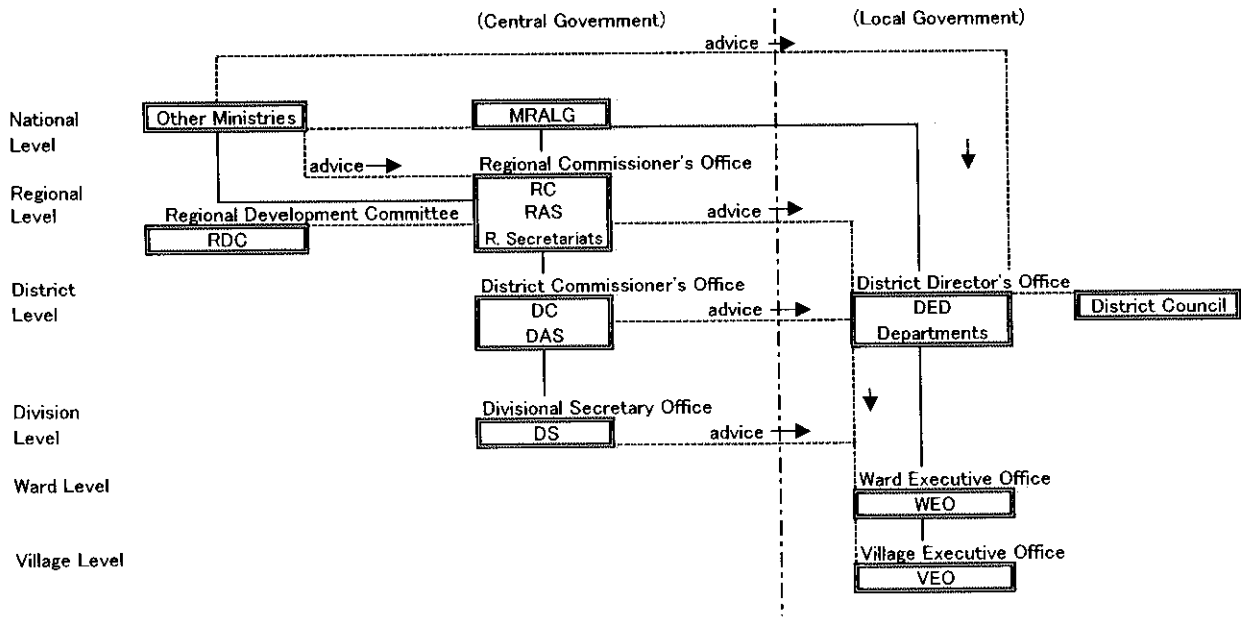 (Central Government)
(Local Government)
advice
National
Level
Other Ministries
MRALG
advice
Regional Commissioner's Office
Regional
Level
RC
RAS
R. Secretariats
Regional Development Committee
RDC
advice
District
Level
District Commissioner's Office
DC
DAS
advice
District Director's Office
DED
Departments
District Council
Division
Level
Divisional Secretary Office
DS
advice
Ward Level
Ward Executive Office
WEO
Village Level
Village Executive Office
VEO